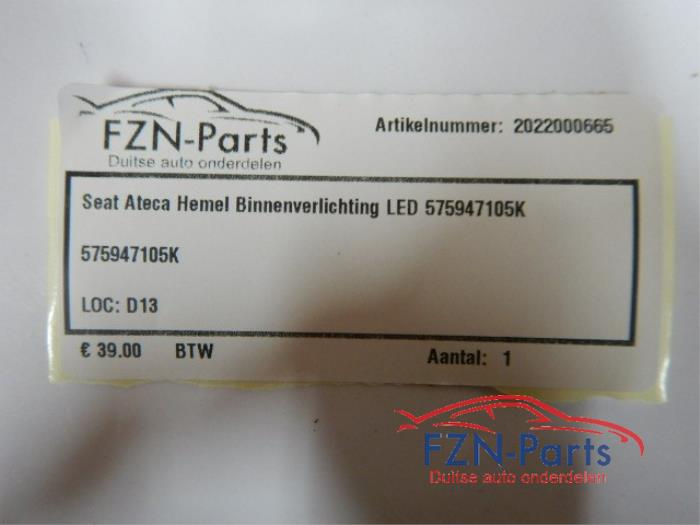 FZN-Parts
Duitse auto onderdelen
Artikelnummer: 2022000665
Seat Ateca Hemel Binnenverlichting LED 575947105K
575947105K
LOC: D13
€ 39.00 BTW Aantal: 1
FZN-Parts
Duitse auto onderdelen